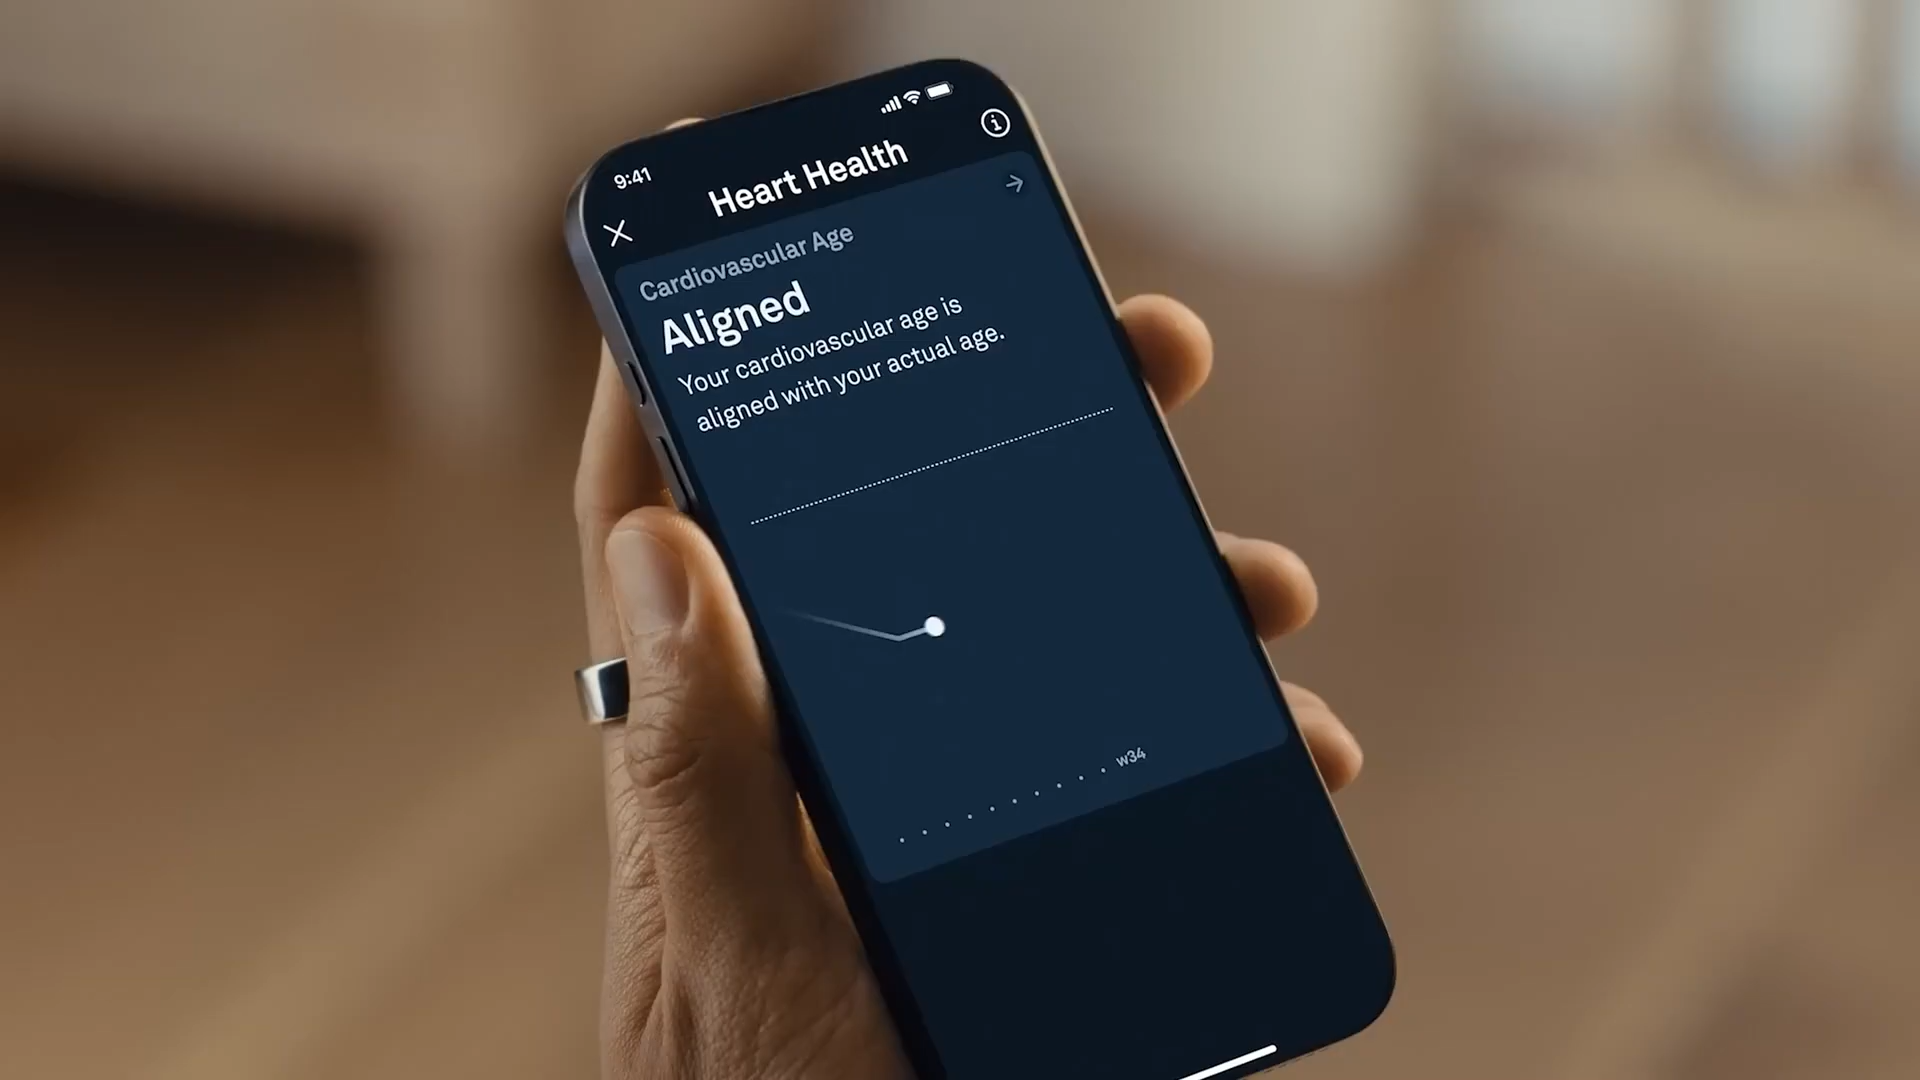 9:41
Heart Health
Cardiovascular Age
Aligned
Your cardiovascular age is
aligned with your actual age.
w34